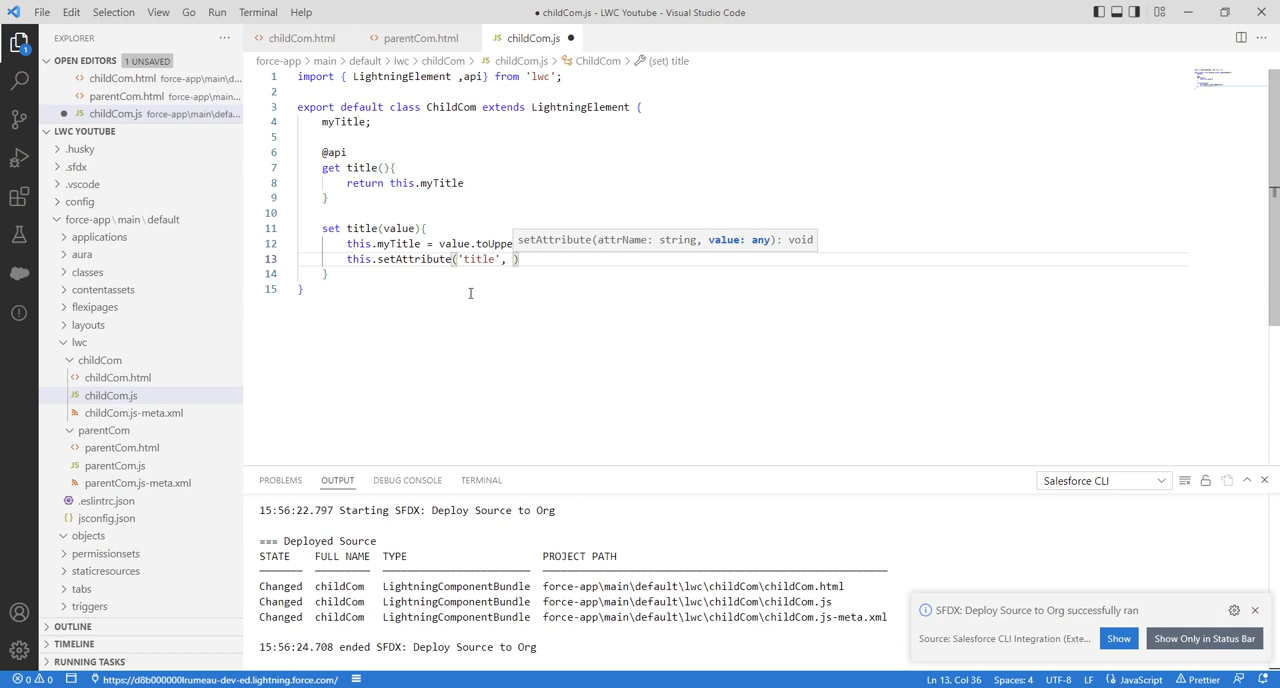 File Edit Selection View Go Run Terminal Help
● childCom.js - LWC Youtube - Visual Studio Code
EXPLORER
OPEN EDITORS 1 UNSAVED
childCom.html force-app\main\d...
parentCom.html force-app\main...
childCom.js force-app\main\defa...
LWC YOUTUBE
.husky
.sfdx
.vscode
config
force-app\main\default
applications
aura
classes
contentassets
flexipages
layouts
lwc
childCom
childCom.html
childCom.js
childCom.js-meta.xml
parentCom
parentCom.html
parentCom.js
parentCom.js-meta.xml
.eslintrc.json
jsconfig.json
objects
permissionsets
staticresources
tabs
triggers
OUTLINE
TIMELINE
RUNNING TASKS
childCom.html parentCom.html childCom.js
force-app > main > default > lwc > childCom > childCom.js > ChildCom > (set) title
1 import { LightningElement ,api} from 'lwc';
2
3 export default class ChildCom extends LightningElement {
4 myTitle;
5
6 @api
7 get title(){
8 return this.myTitle
9 }
10
11 set title(value){
12 this.myTitle = value.toUppe
setAttribute(attrName: string, value: any): void
13 this.setAttribute('title', )
14 }
15 }
PROBLEMS OUTPUT DEBUG CONSOLE TERMINAL
Salesforce CLI
15:56:22.797 Starting SFDX: Deploy Source to Org
=== Deployed Source
STATE FULL NAME TYPE PROJECT PATH
Changed childCom LightningComponentBundle force-app\main\default\lwc\childCom\childCom.html
Changed childCom LightningComponentBundle force-app\main\default\lwc\childCom\childCom.js
Changed childCom LightningComponentBundle force-app\main\default\lwc\childCom\childCom.js-meta.xml
15:56:24.708 ended SFDX: Deploy Source to Org
SFDX: Deploy Source to Org successfully ran
Source: Salesforce CLI Integration (Exte... Show Show Only in Status Bar
0 0 https://d8b000000lrumeau-dev-ed.lightning.force.com/ Ln 13, Col 36 Spaces: 4 UTF-8 LF JavaScript Prettier